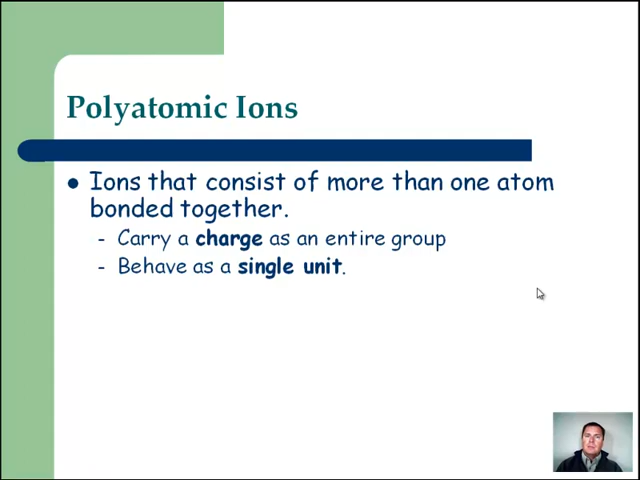 Polyatomic Ions
Ions that consist of more than one atom
bonded together.
- Carry a charge as an entire group
- Behave as a single unit.